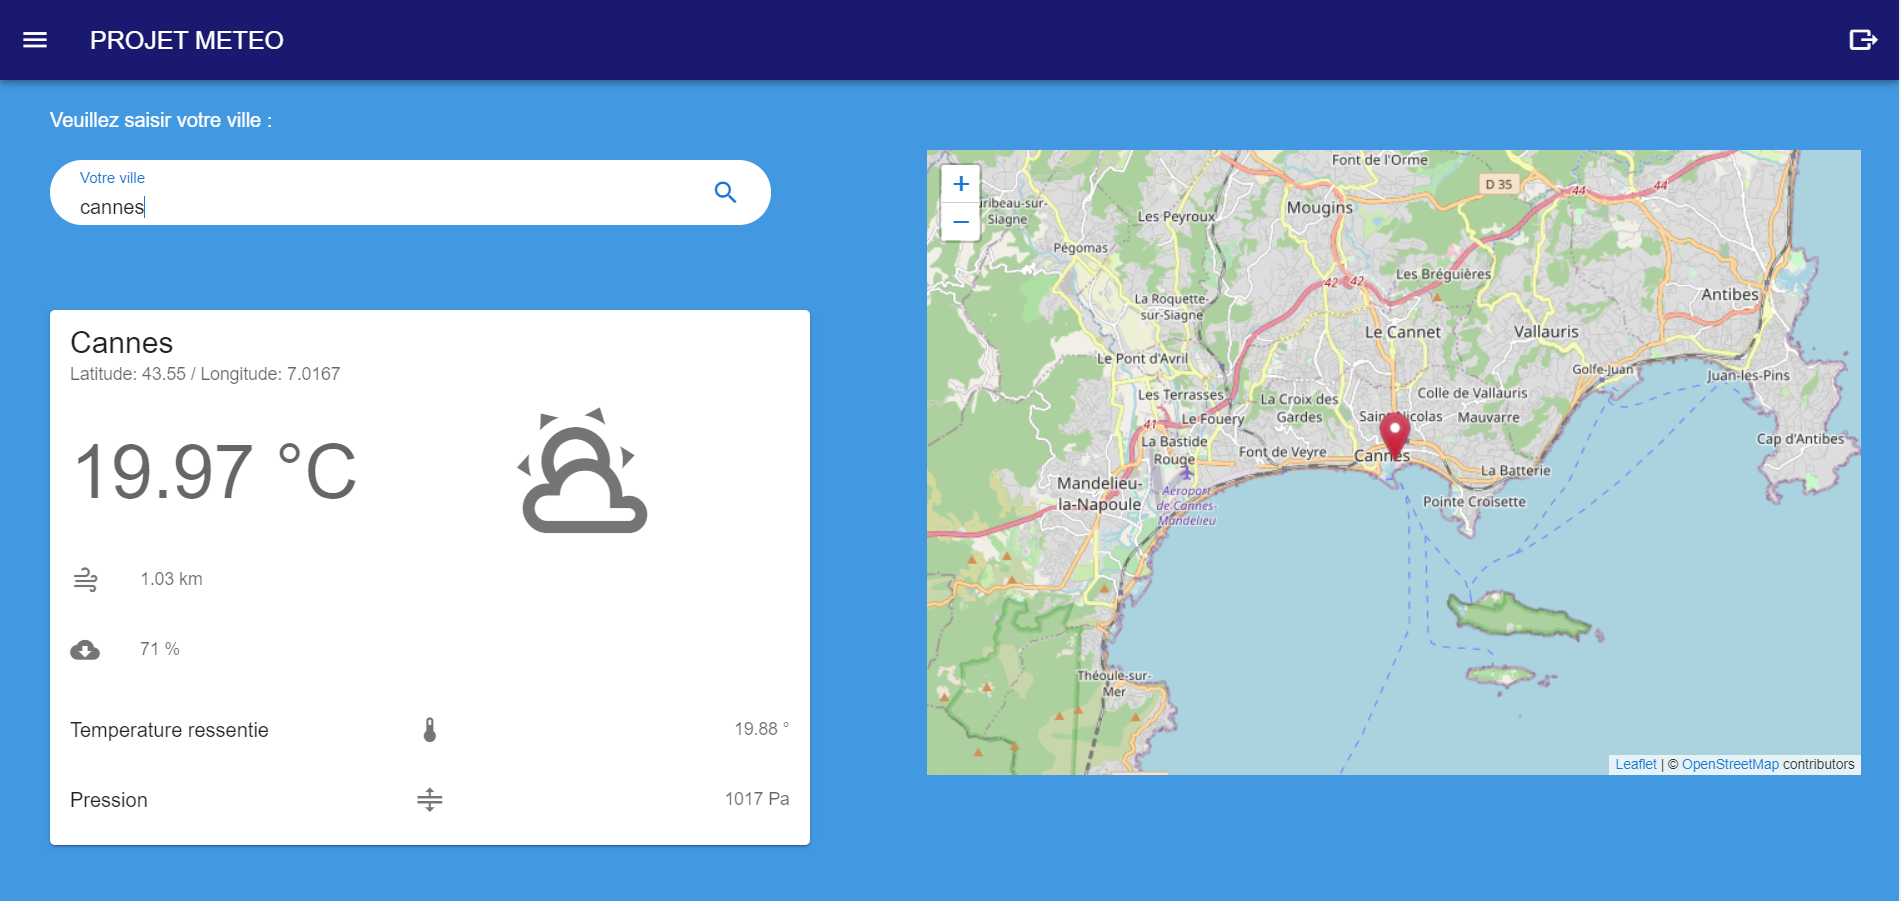 PROJET METEO
Veuillez saisir votre ville :
Votre ville
cannes
Cannes
Latitude: 43.55 / Longitude: 7.0167
19.97 °C
1.03 km
71 %
Temperature ressentie
19.88 °
Pression
1017 Pa
+
−
Font de l'Orme
D 35
44
44
Mougins
Siagne
Les Peyroux
Pégomas
Les Bréguières
42
42
Antibes
La Roquette-
sur-Siagne
Le Cannet
Vallauris
Le Pont d'Avril
Golfe-Juan
Juan-les-Pins
Les Terrasses
La Croix des
Gardes
Colle de Vallauris
Mauvarre
Le Fouery
41
La Bastide
Rouge
Font de Veyre
Cannes
Cap d'Antibes
La Batterie
Mandelieu-
la-Napoule
Aéroport
de Cannes-
Mandelieu
Pointe Croisette
Théoule-sur-
Mer
Leaflet | © OpenStreetMap contributors